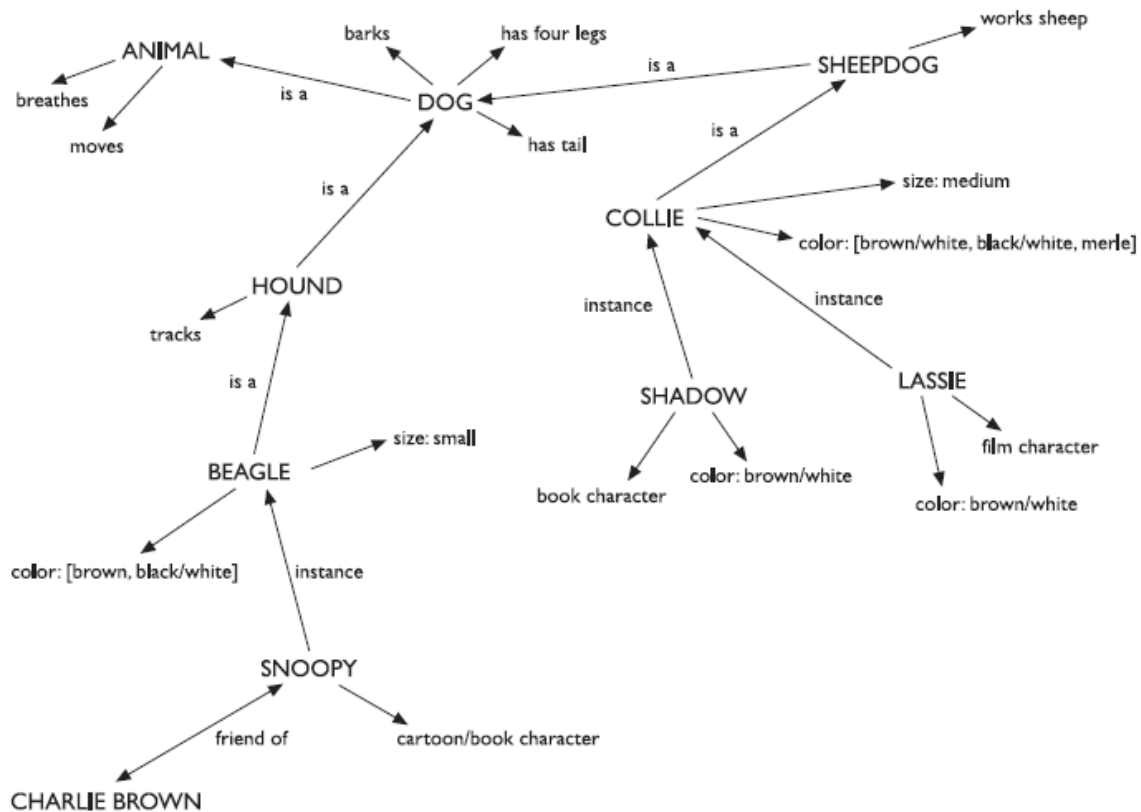 works sheep
ANIMAL
barks
has four legs
SHEEPDOG
is a
breathes
is a
DOG
moves
has tail
is a
is a
size: medium
COLLIE
color: [brown/white, black/white, merle]
HOUND
instance
instance
tracks
is a
SHADOW
LASSIE
size: small
film character
BEAGLE
book character
color: brown/white
color: brown/white
color: [brown, black/white]
instance
SNOOPY
friend of
cartoon/book character
CHARLIE BROWN